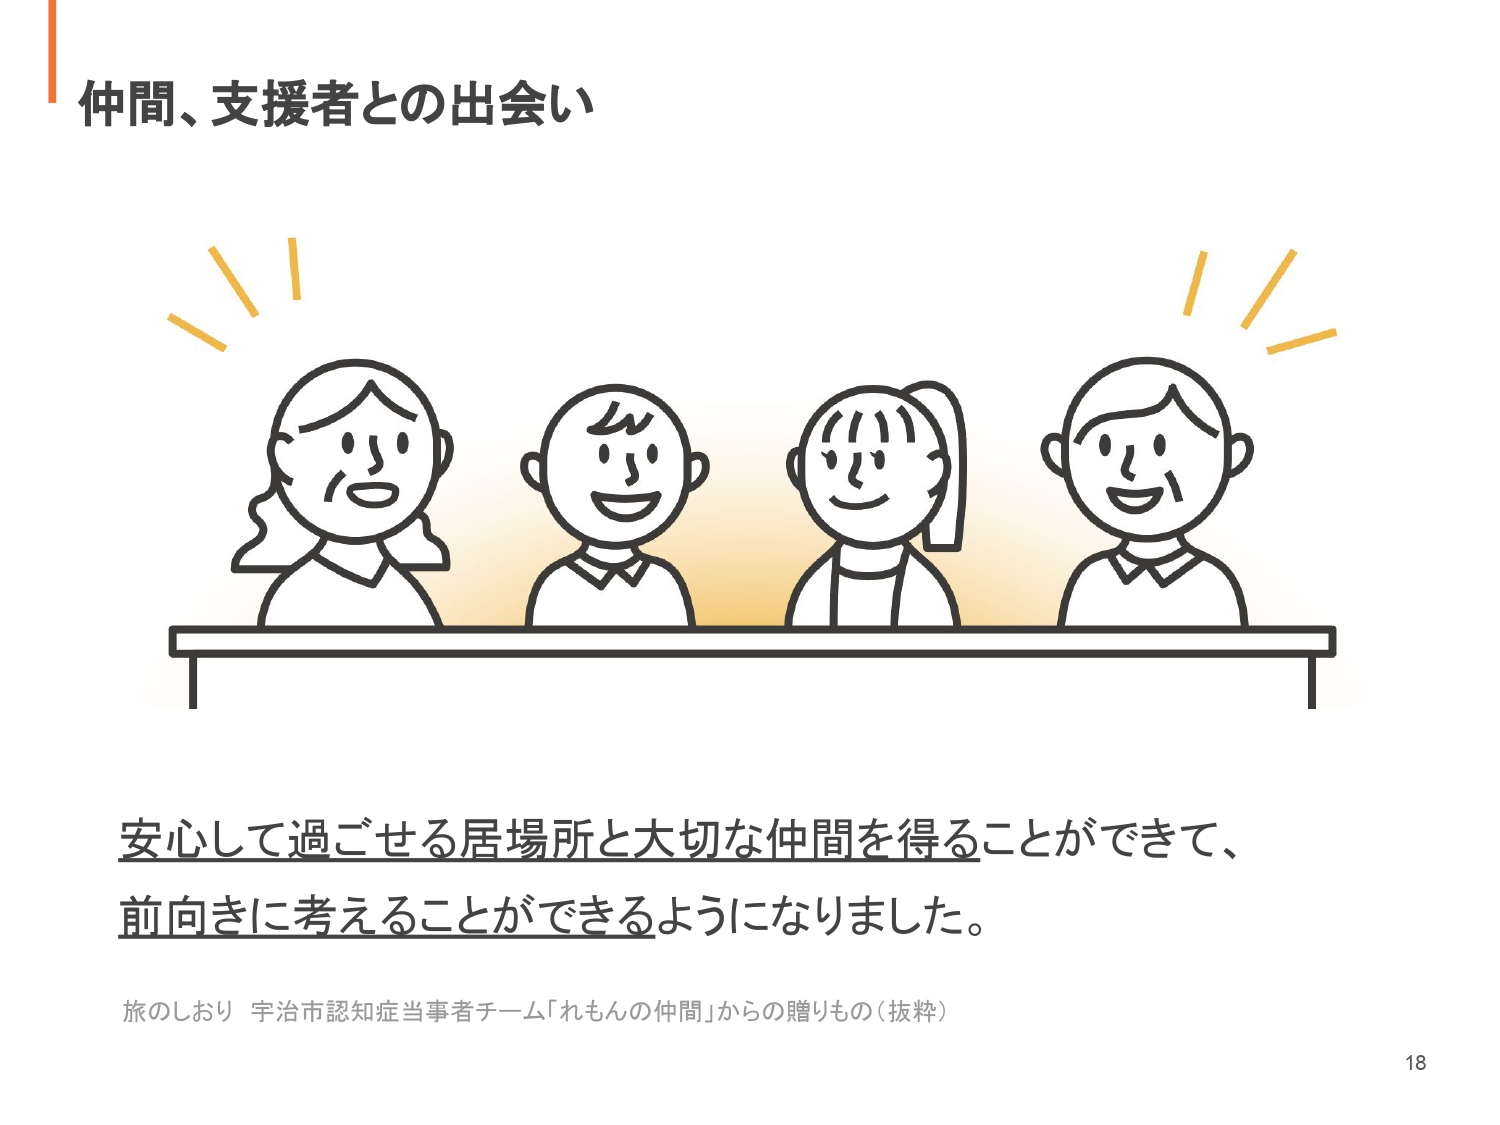 仲間、支援者との出会い
安心して過ごせる居場所と大切な仲間を得ることができて、
前向きに考えることができるようになりました。
旅のしおり 宇治市認知症当事者チーム「れもんの仲間」からの贈りもの（抜粋）
18